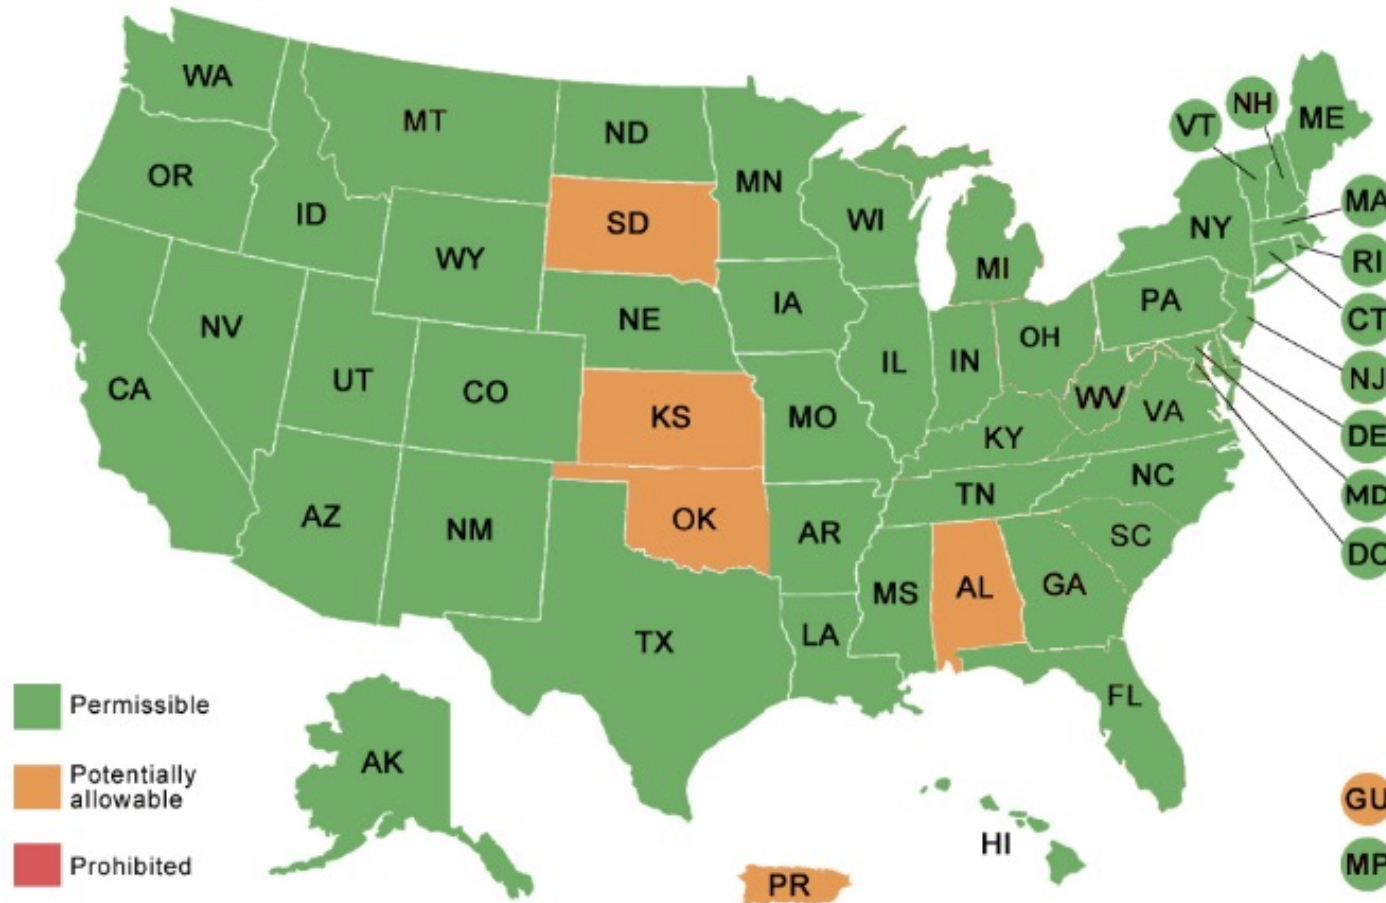 WA
MT
ND
MN
OR
ID
SD
WI
WY
MI
VT
NH
ME
NY
MA
RI
CT
NJ
DE
MD
DC
IA
NE
PA
NV
UT
CO
CA
KS
MO
IL
IN
OH
WV
VA
KY
NC
TN
SC
AZ
NM
OK
AR
MS
AL
GA
TX
LA
FL
AK
HI
PR
GU
MP
Permissible
Potentially
allowable
Prohibited